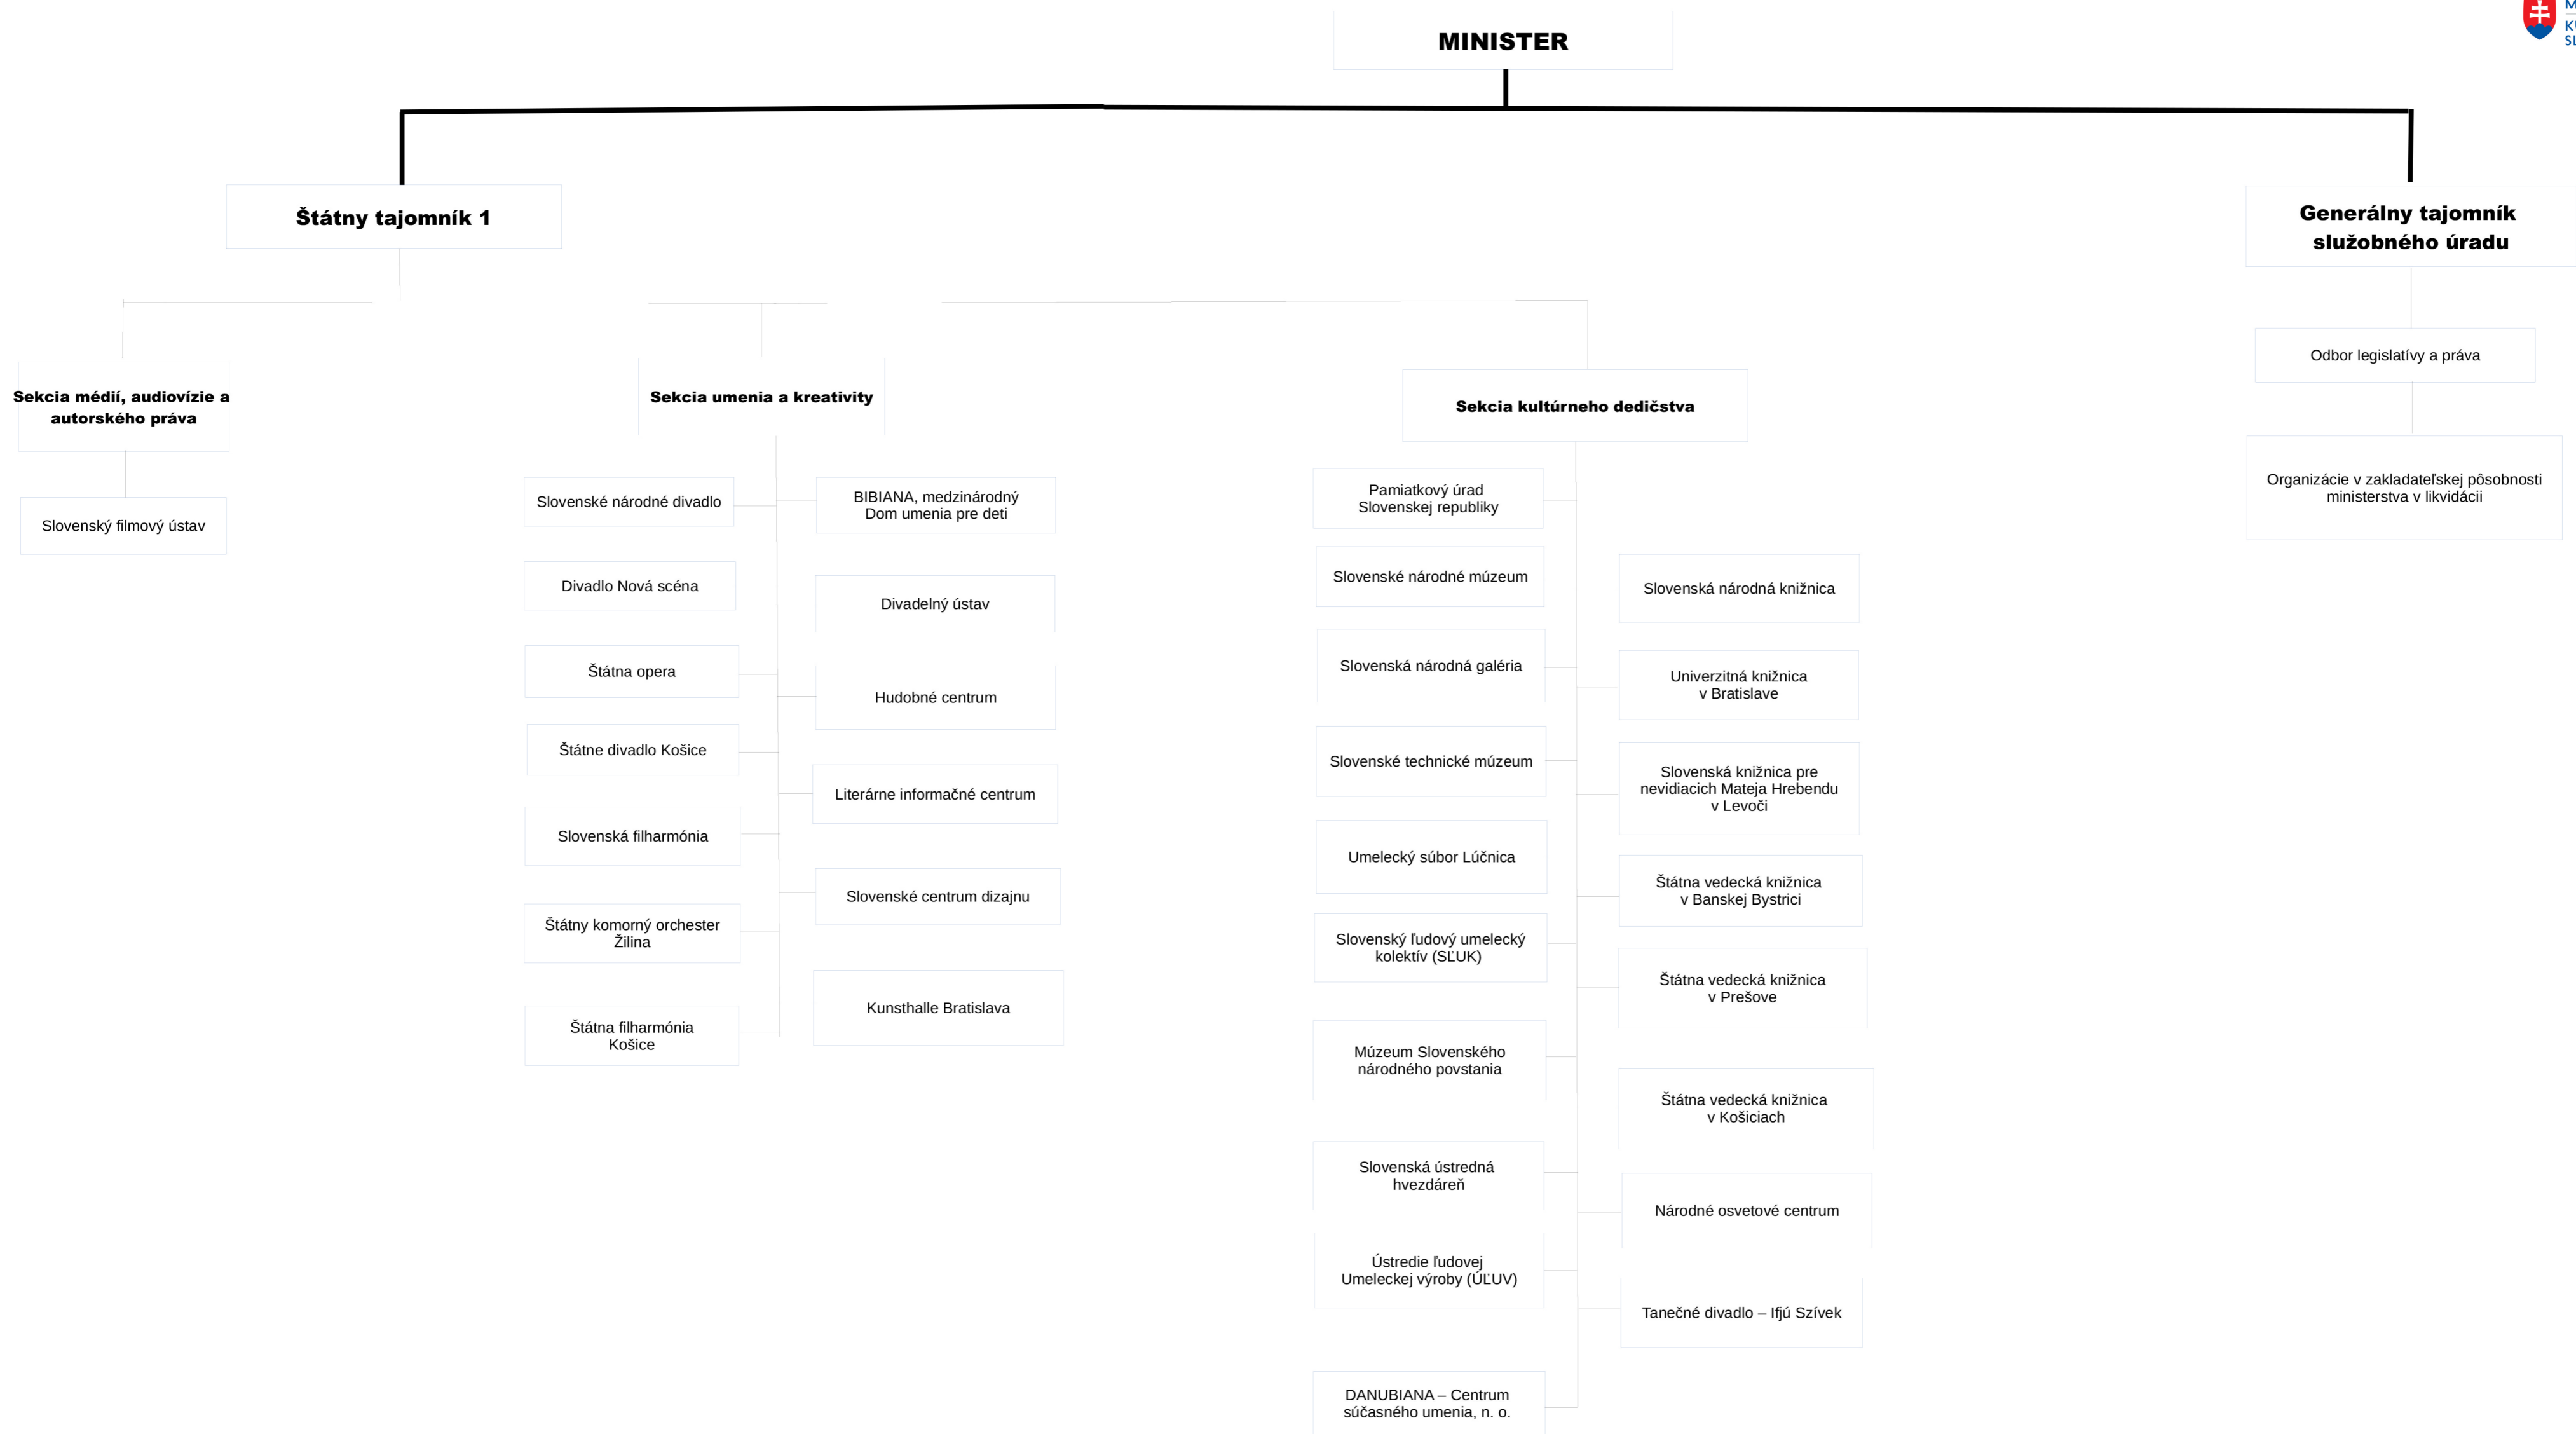 MINISTER
Štátny tajomník 1
Generálny tajomník
služobného úradu
Odbor legislatívy a práva
Organizácie v zakladateľskej pôsobnosti
ministerstva v likvidácii
Sekcia médií, audiovízie a
autorského práva
Slovenský filmový ústav
Sekcia umenia a kreativity
Slovenské národné divadlo
Divadlo Nová scéna
Štátna opera
Štátne divadlo Košice
Slovenská filharmónia
Štátny komorný orchester
Žilina
Štátna filharmónia
Košice
BIBIANA, medzinárodný
Dom umenia pre deti
Divadelný ústav
Hudobné centrum
Literárne informačné centrum
Slovenské centrum dizajnu
Kunsthalle Bratislava
Sekcia kultúrneho dedičstva
Pamiatkový úrad
Slovenskej republiky
Slovenské národné múzeum
Slovenská národná galéria
Slovenské technické múzeum
Umelecký súbor Lúčnica
Slovenský ľudový umelecký
kolektív (SĽUK)
Múzeum Slovenského
národného povstania
Slovenská ústredná
hvezdáreň
Ústredie ľudovej
Umeleckej výroby (ÚĽUV)
DANUBIANA – Centrum
súčasného umenia, n. o.
Slovenská národná knižnica
Univerzitná knižnica
v Bratislave
Slovenská knižnica pre
nevidiacich Mateja Hrebendu
v Levoči
Štátna vedecká knižnica
v Banskej Bystrici
Štátna vedecká knižnica
v Prešove
Štátna vedecká knižnica
v Košiciach
Národné osvetové centrum
Tanečné divadlo – Ifjú Szívek